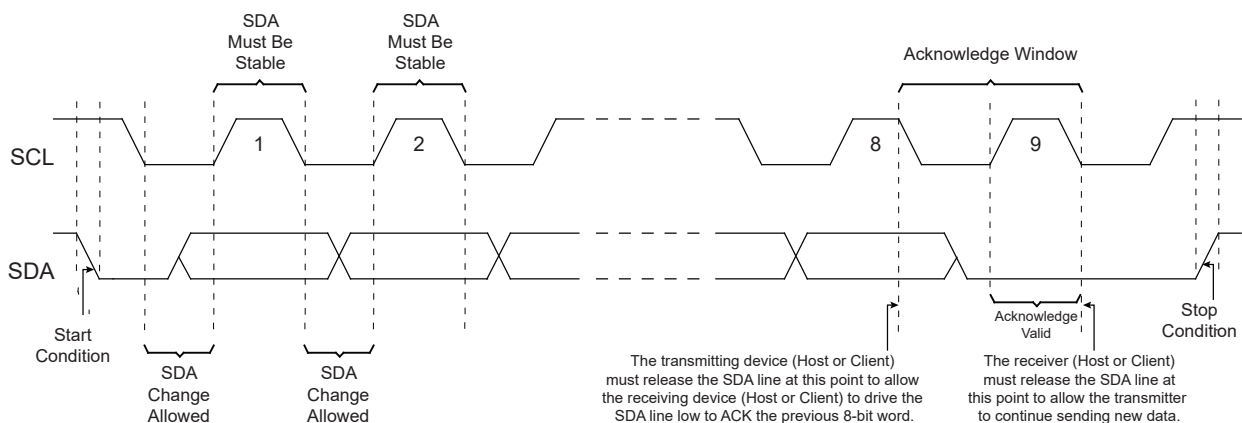 SDA
Must Be
Stable
SDA
Must Be
Stable
Acknowledge Window
SCL
1
2
8
9
SDA
Start
Condition
SDA
Change
Allowed
SDA
Change
Allowed
Acknowledge
Valid
Stop
Condition
The transmitting device (Host or Client)
must release the SDA line at this point to allow
the receiving device (Host or Client) to drive the
SDA line low to ACK the previous 8-bit word.
The receiver (Host or Client)
must release the SDA line at
this point to allow the transmitter
to continue sending new data.